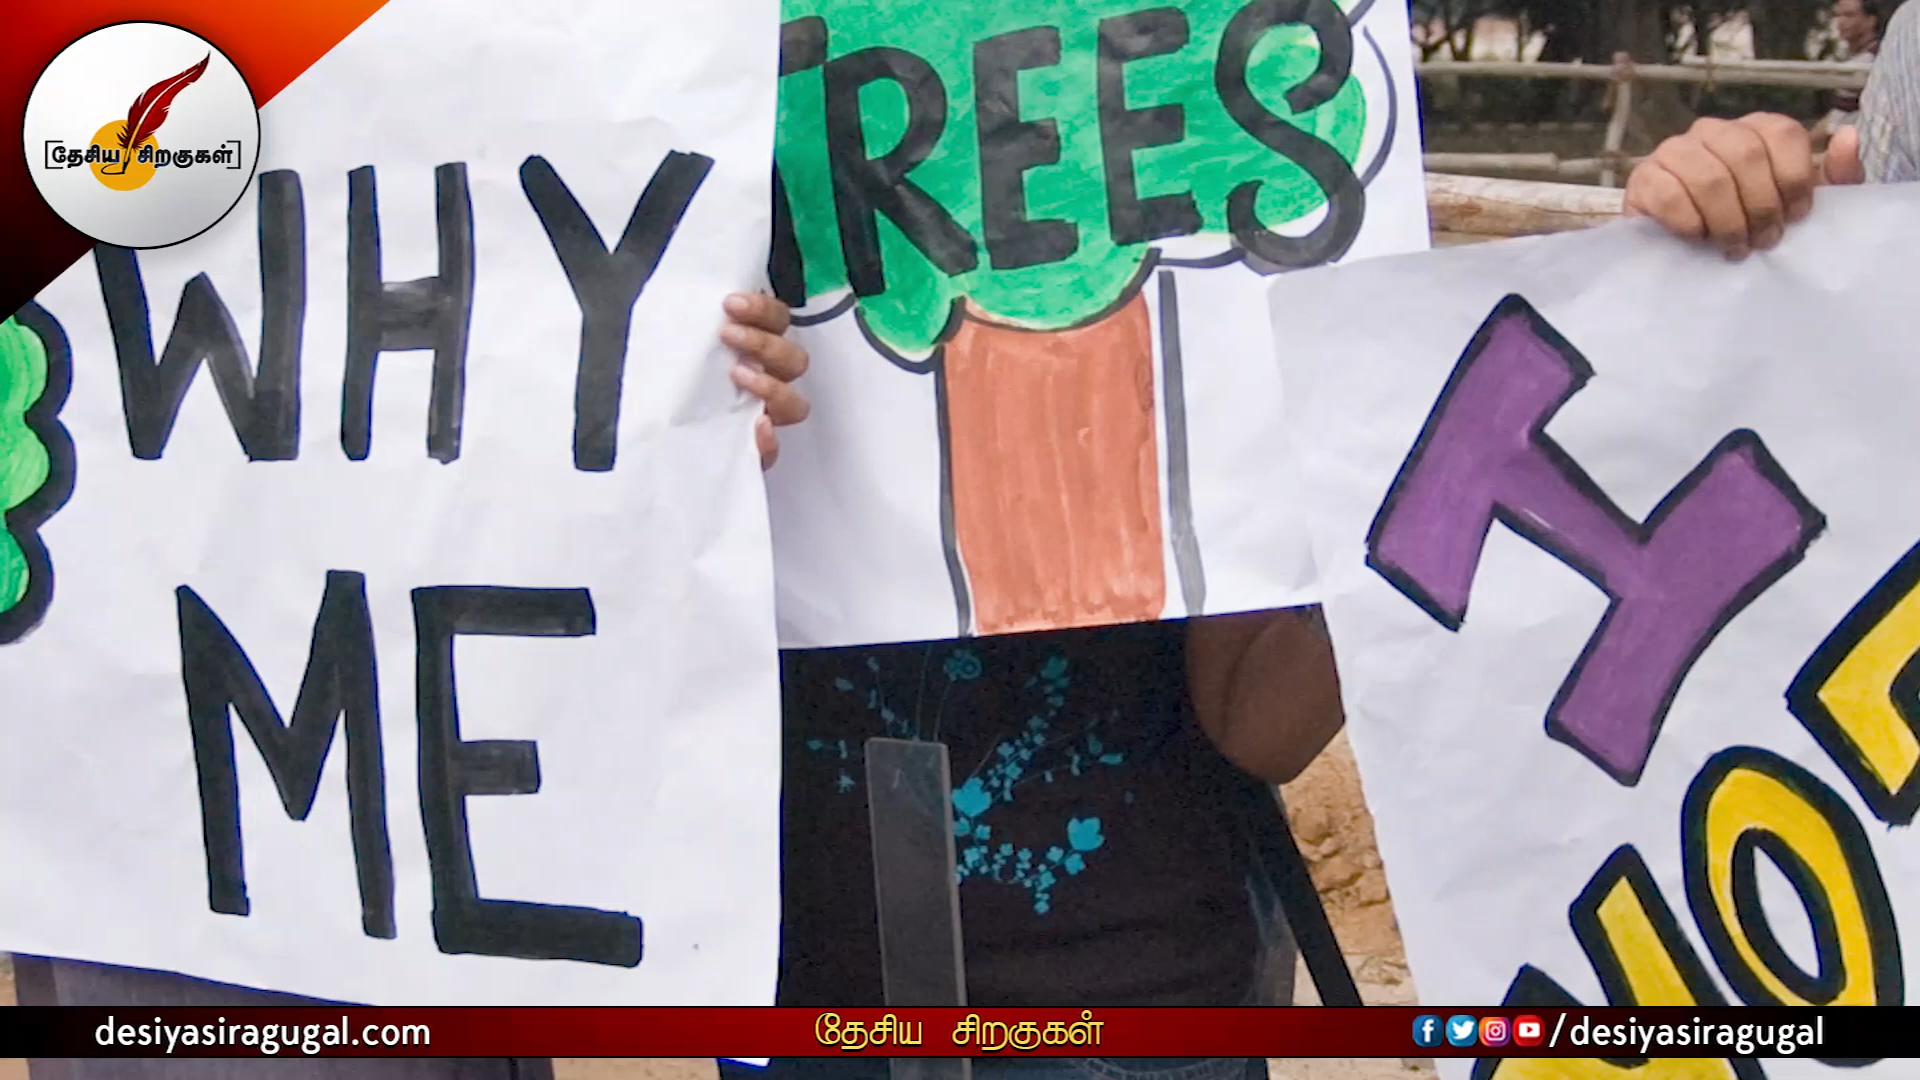 தேசிய சிறகுகள்
WHY
ME
TREES
H
desiyasiragugal.com
தேசிய சிறகுகள்
/desiyasiragugal